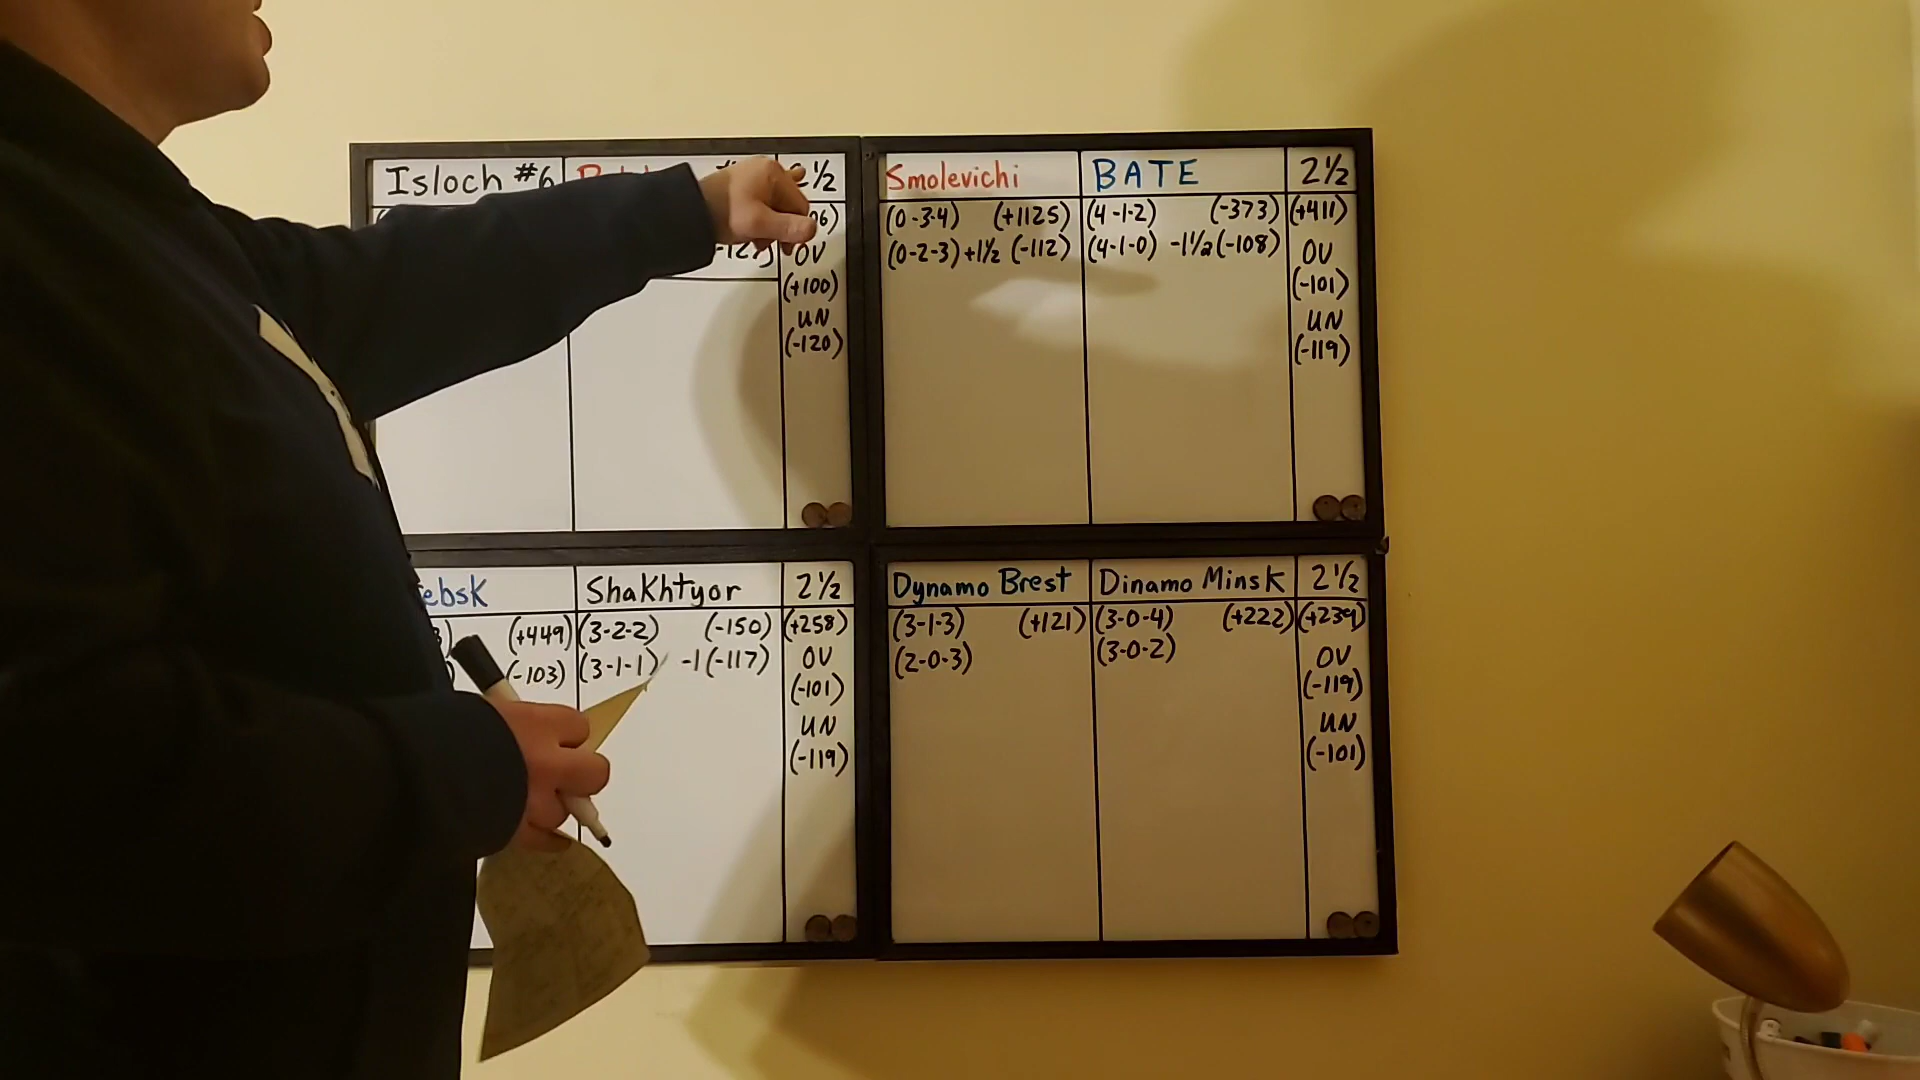 Isloch #6
2½
OV
(+100)
UN
(-120)
Smolevichi BATE 2½
(0-3-4) (+1125) (4-1-2) (-373) (+411)
(0-2-3) +1½ (-112) (4-1-0) -1½ (-108) OV
(-101)
UN
(-119)
ebsk Shakhtyor 2½
(+449) (3-2-2) (-150) (+258)
(-103) (3-1-1) -1 (-117) OV
(-101)
UN
(-119)
Dynamo Brest Dinamo Minsk 2½
(3-1-3) (+121) (3-0-4) (+222) (+239)
(2-0-3) (3-0-2) OV
(-119)
UN
(-101)